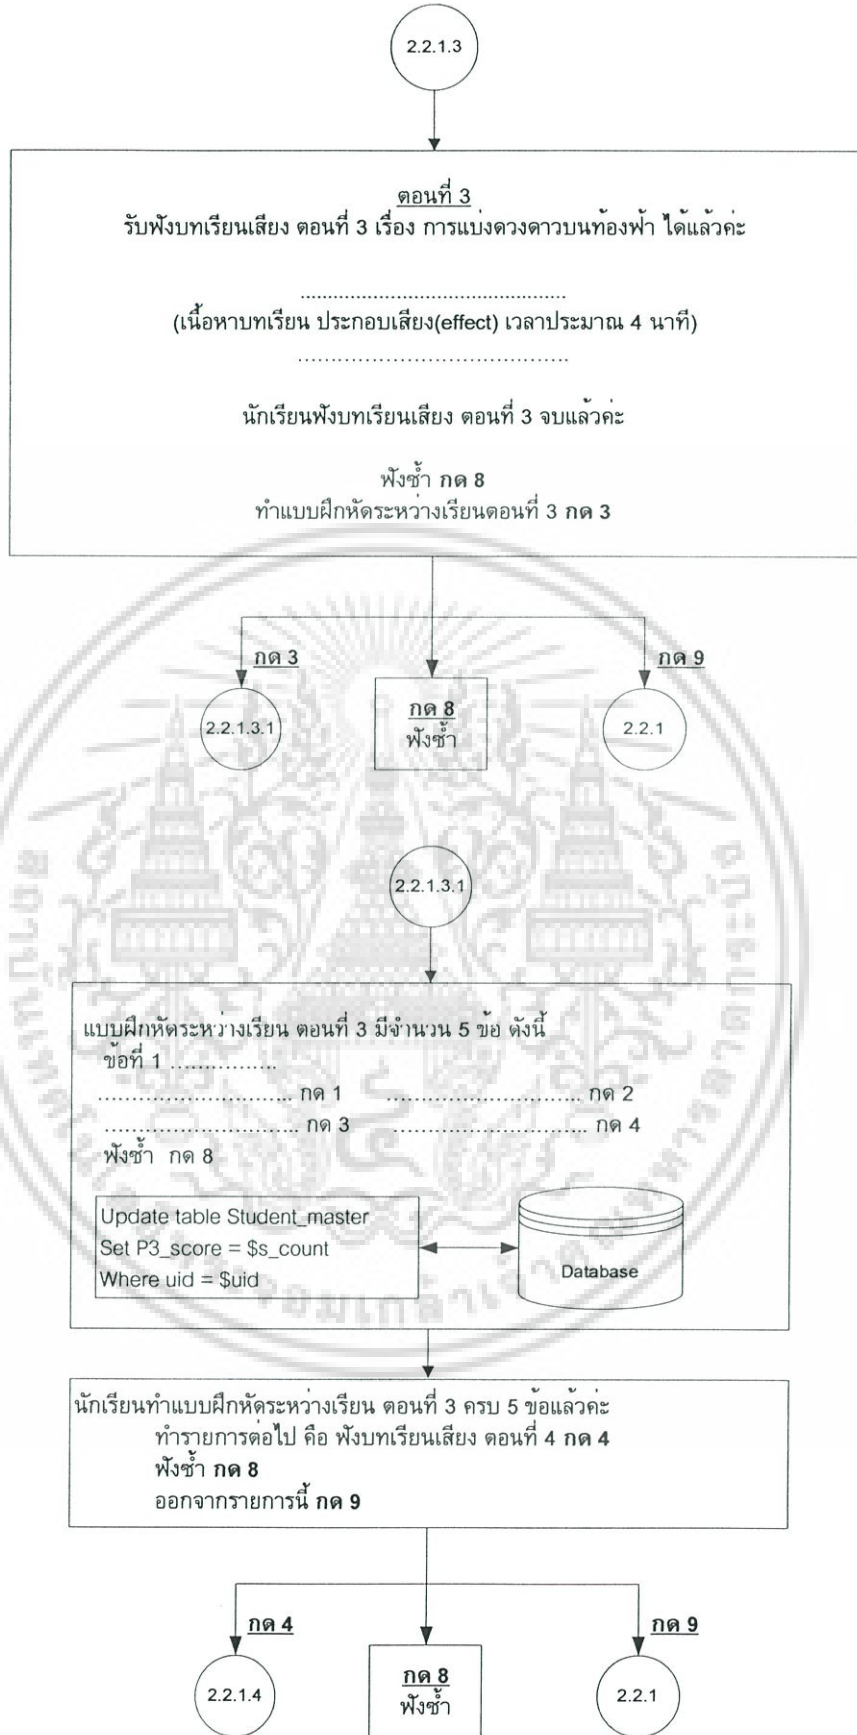 2.2.1.3
ตอนที่ 3
รับฟังบทเรียนเสียง ตอนที่ 3 เรื่อง การแบ่งดวงดาวบนท้องฟ้า ได้แล้วค่ะ
................................................
(เนื้อหาบทเรียน ประกอบเสียง(effect) เวลาประมาณ 4 นาที)
........................................
นักเรียนฟังบทเรียนเสียง ตอนที่ 3 จบแล้วค่ะ
ฟังซ้ำ กด 8
ทำแบบฝึกหัดระหว่างเรียนตอนที่ 3 กด 3
กด 3
กด 9
2.2.1.3.1
กด 8
ฟังซ้ำ
2.2.1
2.2.1.3.1
แบบฝึกหัดระหว่างเรียน ตอนที่ 3 มีจำนวน 5 ข้อ ดังนี้
ข้อที่ 1 ................
............................. กด 1 ............................. กด 2
............................. กด 3 ............................. กด 4
ฟังซ้ำ กด 8
Update table Student_master
Set P3_score = $s_count
Where uid = $uid
Database
นักเรียนทำแบบฝึกหัดระหว่างเรียน ตอนที่ 3 ครบ 5 ข้อแล้วค่ะ
ทำรายการต่อไป คือ ฟังบทเรียนเสียง ตอนที่ 4 กด 4
ฟังซ้ำ กด 8
ออกจากรายการนี้ กด 9
กด 4
กด 9
2.2.1.4
กด 8
ฟังซ้ำ
2.2.1